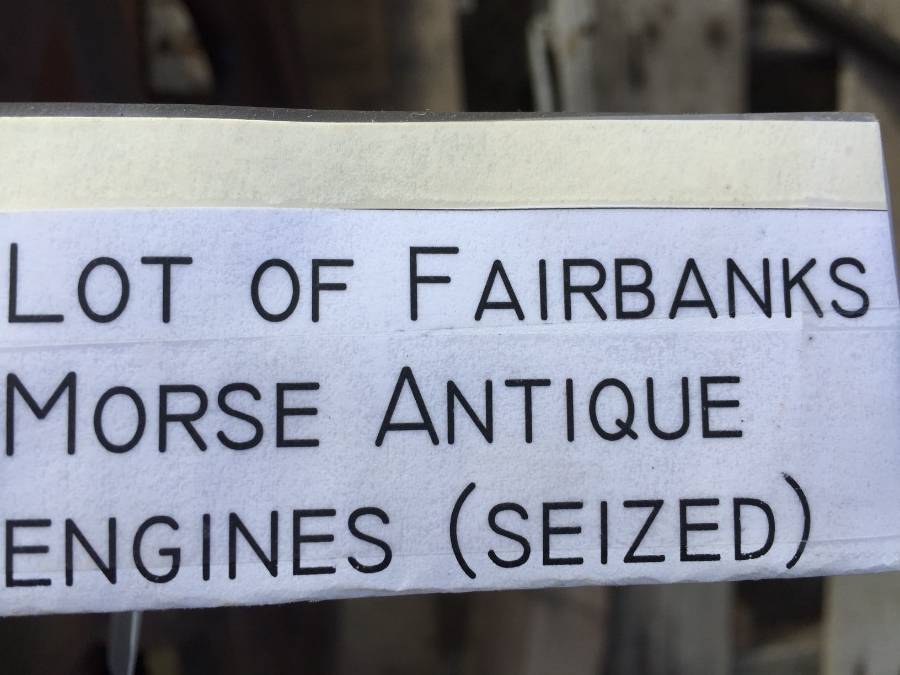 Lot of Fairbanks
Morse Antique
engines (seized)